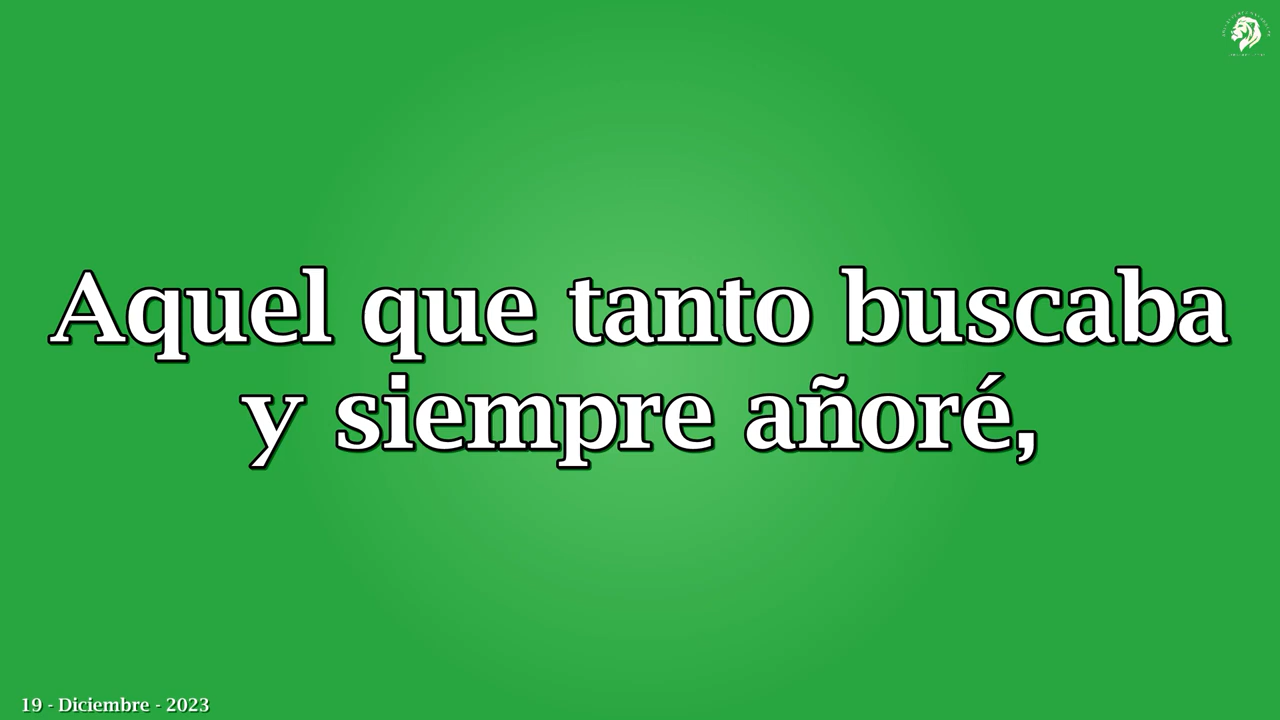 Aquel que tanto buscaba
y siempre añoré,
19 - Diciembre - 2023